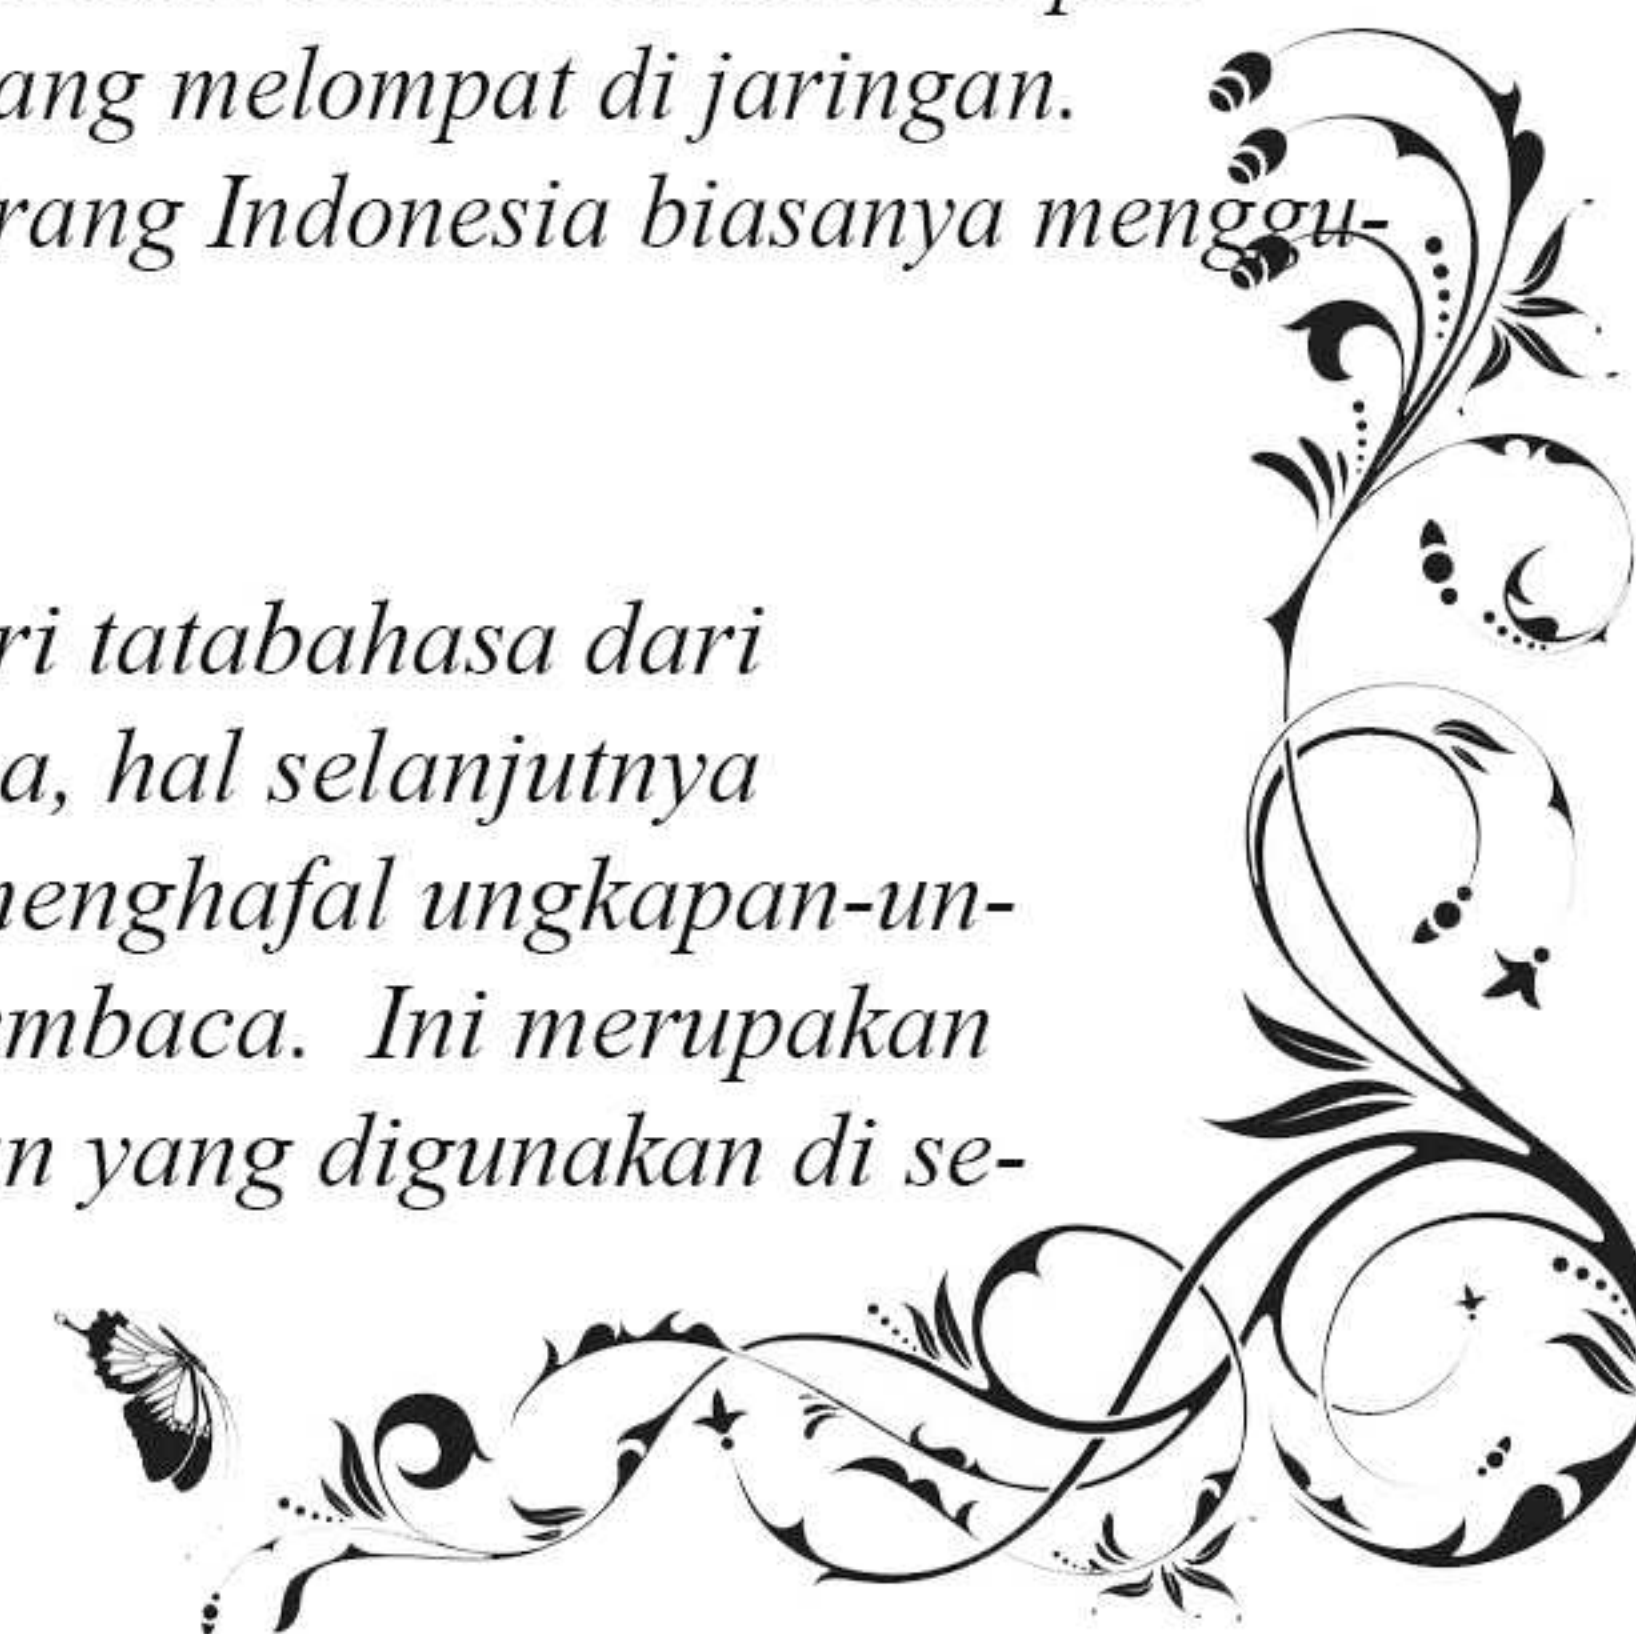 ang melompat di jaringan.
rang Indonesia biasanya menggu-
ri tatabahasa dari
a, hal selanjutnya
menghafal ungkapan-un-
mbaca. Ini merupakan
n yang digunakan di se-